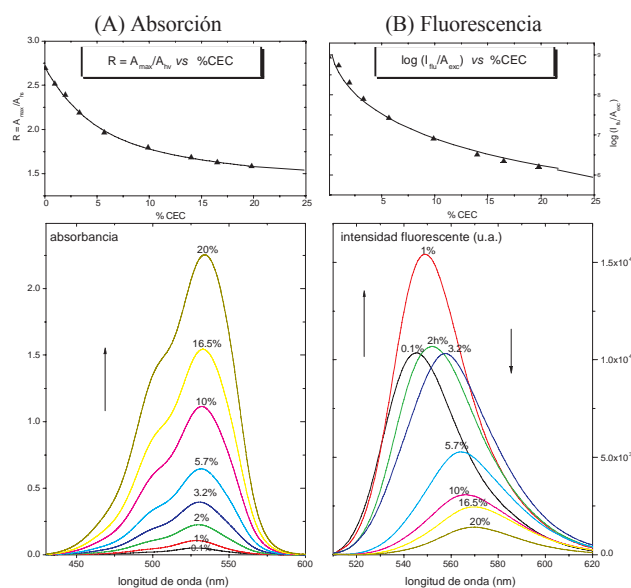 (A) Absorción
(B) Fluorescencia
R = Amax/Ahv vs %CEC
R = Amax/Ahv
3.0
2.5
2.0
1.5
0 5 10 15 20 25
% CEC
log (Iflu/Aexc) vs %CEC
log (Iflu/Aexc)
9
8
7
6
0 5 10 15 20 25
% CEC
absorbancia
20%
16.5%
10%
5.7%
3.2%
2%
1%
0.1%
2.0
1.5
1.0
0.5
0.0
450 500 550 600
longitud de onda (nm)
intensidad fluorescente (u.a.)
1%
0.1%
2h%
3.2%
5.7%
10%
16.5%
20%
1.5x10⁴
1.0x10⁴
5.0x10³
0.0
520 540 560 580 600 620
longitud de onda (nm)